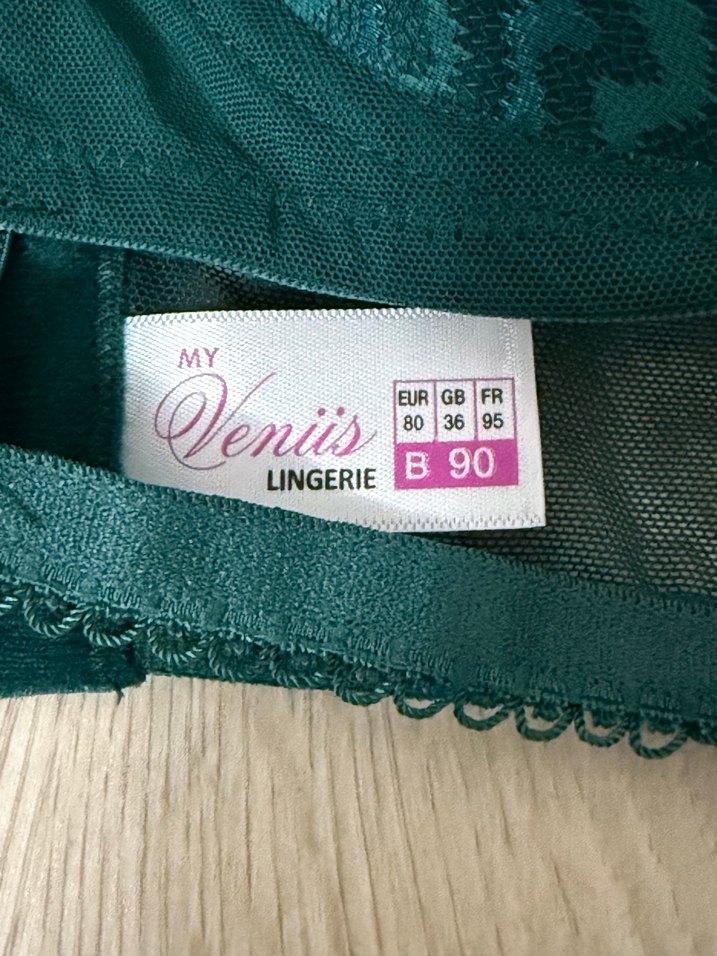 MY
Veniis
LINGERIE
EUR GB FR
80 36 95
B 90